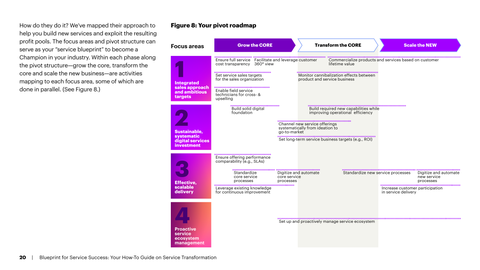 How do they do it? We've mapped their approach to
help you build new services and exploit the resulting
profit pools. The focus areas and pivot structure can
serve as your "service blueprint" to become a
Champion in your industry. Within each phase along
the pivot structure—grow the core, transform the
core and scale the new business—are activities
mapping to each focus area, some of which are
done in parallel. (See Figure 8.)
Figure 8: Your pivot roadmap
Focus areas
Grow the CORE
Transform the CORE
Scale the NEW
1
Integrated
sales approach
and ambitious
targets
Ensure full service
cost transparency
Facilitate and leverage customer
360° view
Commercialize products and services based on customer
lifetime value
Set service sales targets
for the sales organization
Monitor cannibalization effects between
product and service business
Enable field service
technicians for cross- &
upselling
2
Sustainable,
systematic
digital services
investment
Build solid digital
foundation
Build required new capabilities while
improving operational efficiency
Channel new service offerings
systematically from ideation to
go-to-market
Set long-term service business targets (e.g., ROS)
3
Effective,
scalable
delivery
Ensure offering performance
comparability (e.g., SLAs)
Standardize
core service
processes
Digitize and automate
core service
processes
Standardize new service processes
Digitize and automate
new service
processes
Leverage existing knowledge
for continuous improvement
Increase customer participation
in service delivery
4
Proactive
service
ecosystem
management
Set up and proactively manage service ecosystem
20 | Blueprint for Service Success: Your How-To Guide on Service Transformation